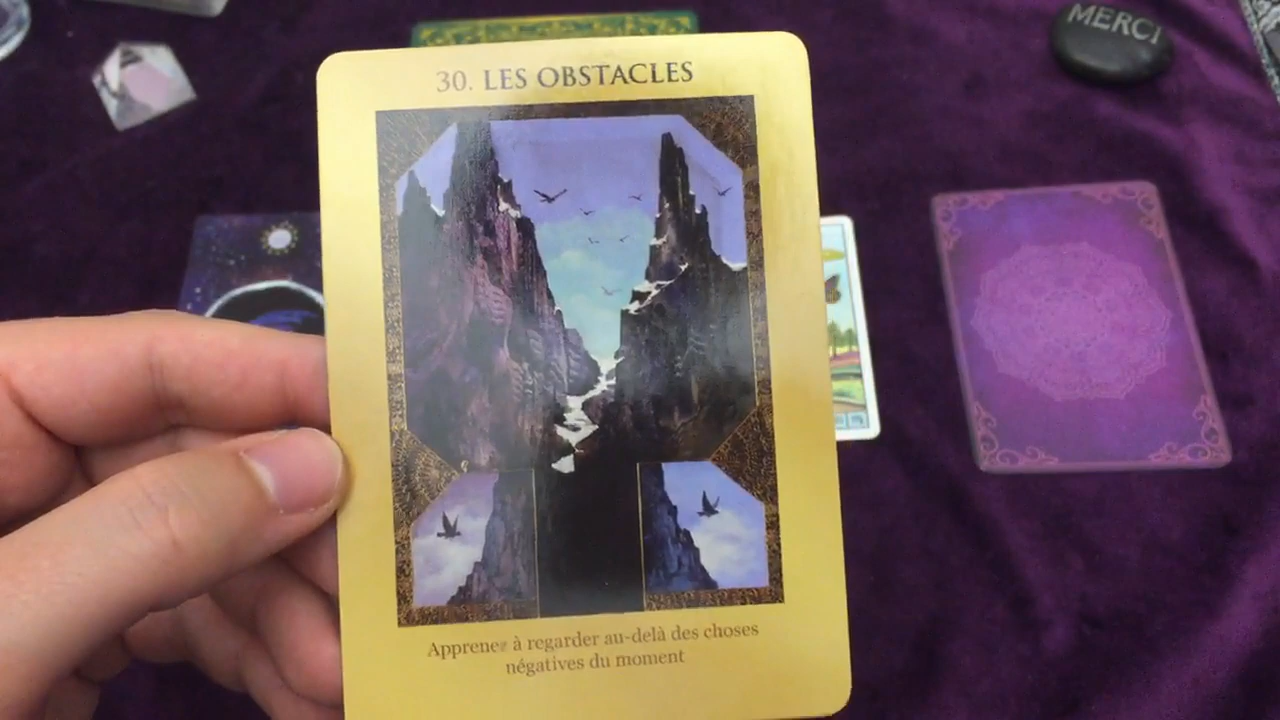 MERCI
30. LES OBSTACLES
Apprenez à regarder au-delà des choses
négatives du moment